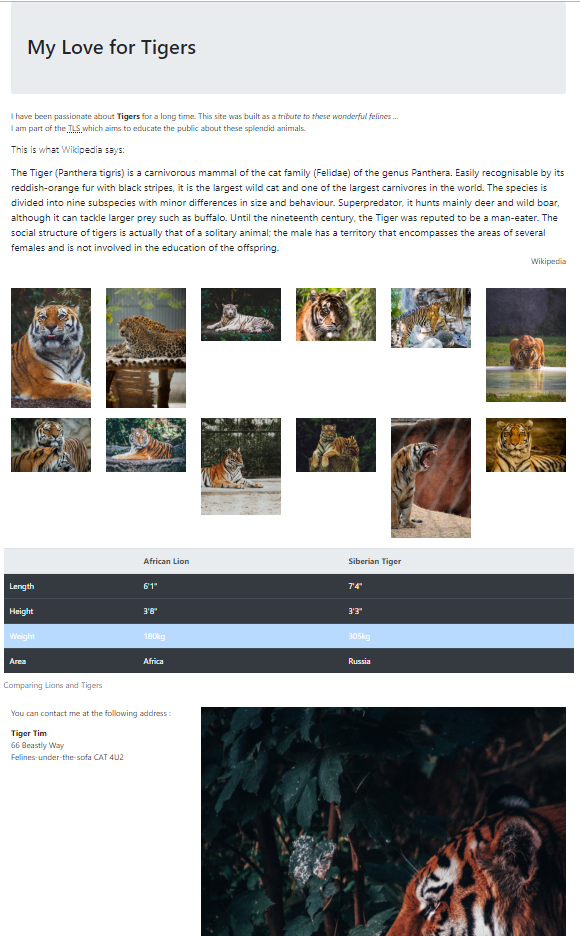 My Love for Tigers
I have been passionate about Tigers for a long time. This site was built as a tribute to these wonderful felines ...
I am part of the TLS which aims to educate the public about these splendid animals.
This is what Wikipedia says:
The Tiger (Panthera tigris) is a carnivorous mammal of the cat family (Felidae) of the genus Panthera. Easily recognisable by its
reddish-orange fur with black stripes, it is the largest wild cat and one of the largest carnivores in the world. The species is
divided into nine subspecies with minor differences in size and behaviour. Superpredator, it hunts mainly deer and wild boar,
although it can tackle larger prey such as buffalo. Until the nineteenth century, the Tiger was reputed to be a man-eater. The
social structure of tigers is actually that of a solitary animal; the male has a territory that encompasses the areas of several
females and is not involved in the education of the offspring.
Wikipedia
African Lion Siberian Tiger
Length 6'1" 7'4"
Height 3'8" 3'3"
Weight 180kg 305kg
Area Africa Russia
Comparing Lions and Tigers
You can contact me at the following address :
Tiger Tim
66 Beastly Way
Felines-under-the-sofa CAT 4U2